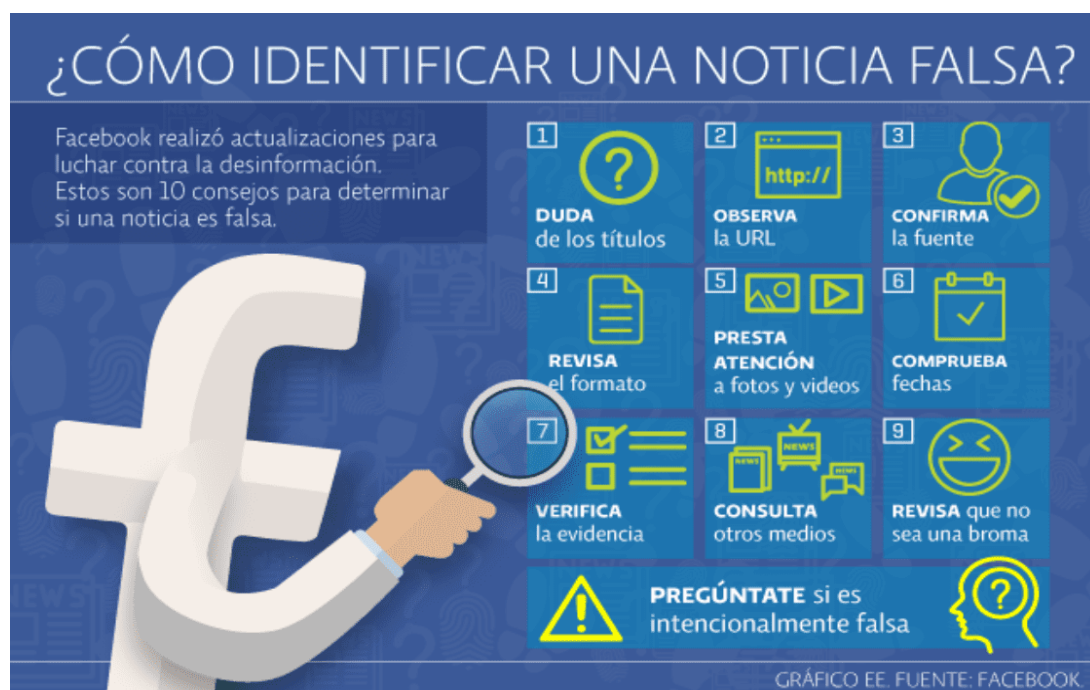 ¿CÓMO IDENTIFICAR UNA NOTICIA FALSA?
Facebook realizó actualizaciones para
luchar contra la desinformación.
Estos son 10 consejos para determinar
si una noticia es falsa.
1
DUDA
de los títulos
2
http://
OBSERVA
la URL
3
CONFIRMA
la fuente
4
REVISA
el formato
5
PRESTA
ATENCIÓN
a fotos y videos
6
COMPRUEBA
fechas
7
VERIFICA
la evidencia
8
NEWS
NEWS
NEWS
CONSULTA
otros medios
9
REVISA que no
sea una broma
PREGÚNTATE si es
intencionalmente falsa
GRÁFICO EE. FUENTE: FACEBOOK.